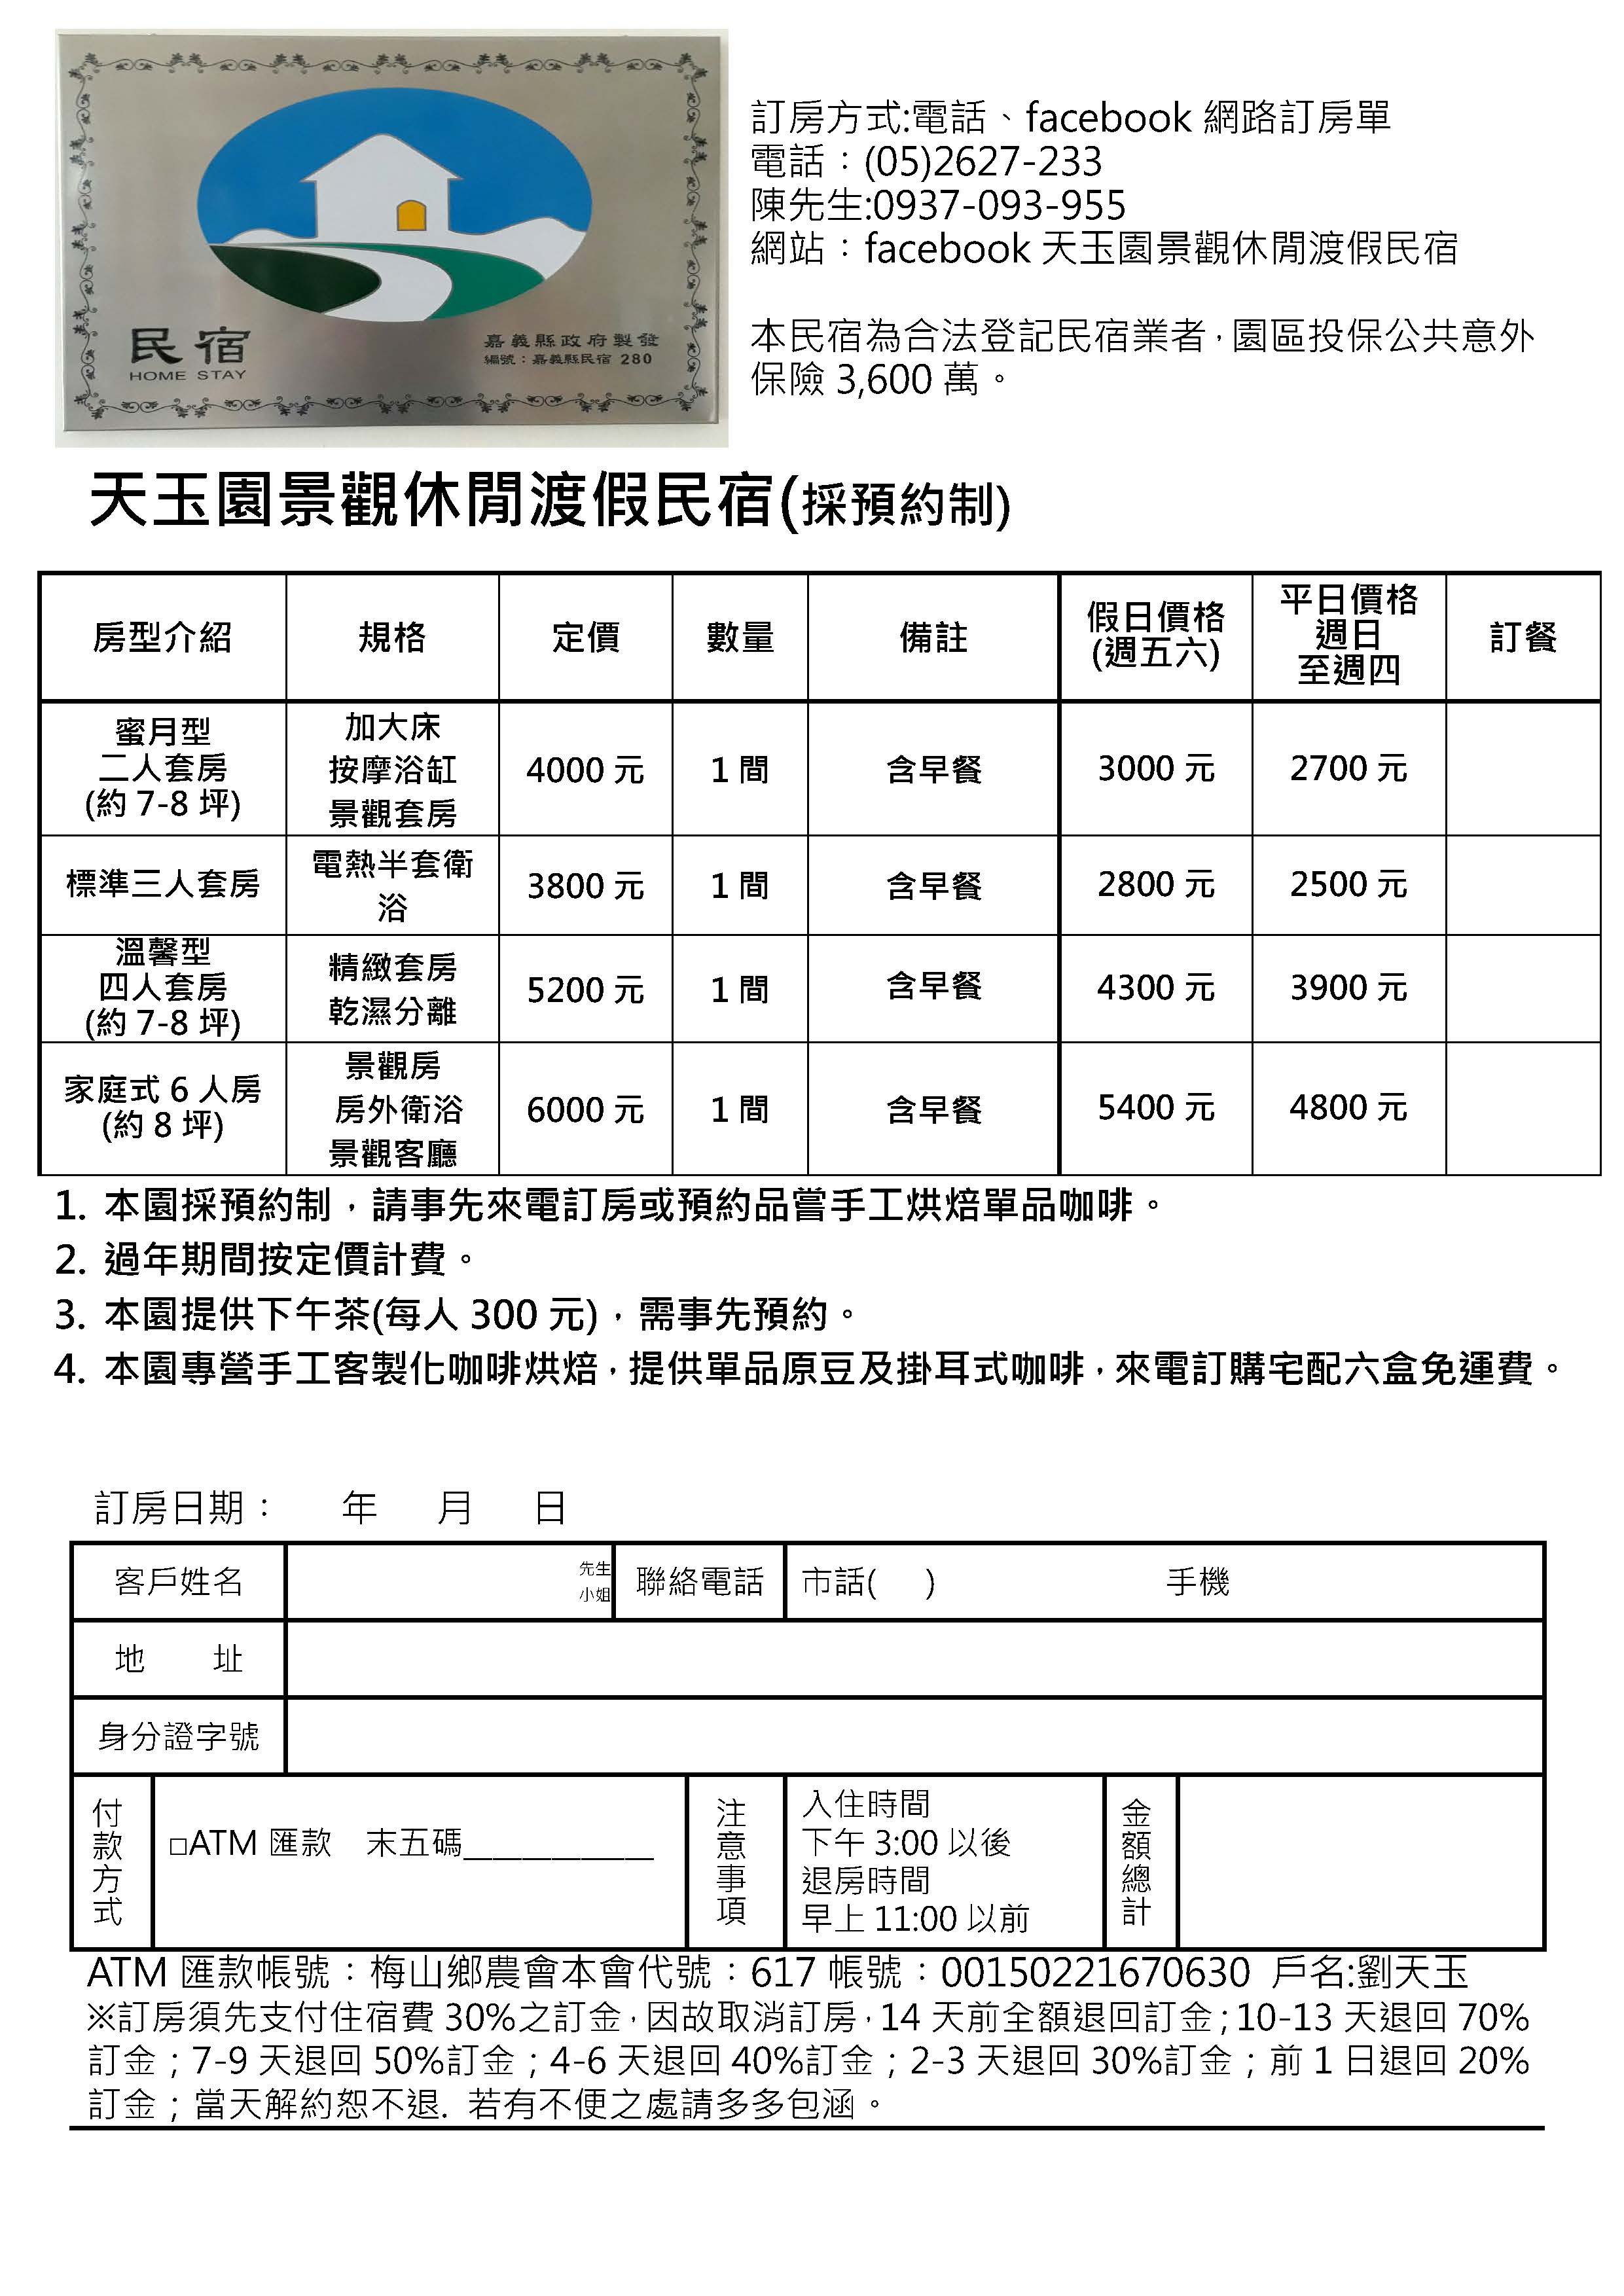 民宿
HOME STAY
嘉義縣政府製發
編號：嘉義縣民宿 280
訂房方式:電話、facebook 網路訂房單
電話：(05)2627-233
陳先生:0937-093-955
網站：facebook 天玉園景觀休閒渡假民宿
本民宿為合法登記民宿業者，園區投保公共意外
保險 3,600 萬。
天玉園景觀休閒渡假民宿(採預約制)
房型介紹 規格 定價 數量 備註 假日價格 (週五六) 平日價格 週日 至週四 訂餐
蜜月型 二人套房 (約 7-8 坪) 加大床 按摩浴缸 景觀套房 4000 元 1 間 含早餐 3000 元 2700 元
標準三人套房 電熱半套衛浴 3800 元 1 間 含早餐 2800 元 2500 元
溫馨型 四人套房 (約 7-8 坪) 精緻套房 乾濕分離 5200 元 1 間 含早餐 4300 元 3900 元
家庭式 6 人房 (約 8 坪) 景觀房 房外衛浴 景觀客廳 6000 元 1 間 含早餐 5400 元 4800 元
1. 本園採預約制，請事先來電訂房或預約品嘗手工烘焙單品咖啡。
2. 過年期間按定價計費。
3. 本園提供下午茶(每人 300 元)，需事先預約。
4. 本園專營手工客製化咖啡烘焙，提供單品原豆及掛耳式咖啡，來電訂購宅配六盒免運費。
訂房日期： 年 月 日
客戶姓名 先生 小姐 聯絡電話 市話( ) 手機
地 址
身分證字號
付款方式 □ATM 匯款 末五碼____________ 注意事項 入住時間 下午 3:00 以後 退房時間 早上 11:00 以前 金額總計
ATM 匯款帳號：梅山鄉農會本會代號：617 帳號：00150221670630 戶名:劉天玉
※訂房須先支付住宿費 30%之訂金，因故取消訂房，14 天前全額退回訂金；10-13 天退回 70%
訂金；7-9 天退回 50%訂金；4-6 天退回 40%訂金；2-3 天退回 30%訂金；前 1 日退回 20%
訂金；當天解約恕不退. 若有不便之處請多多包涵。